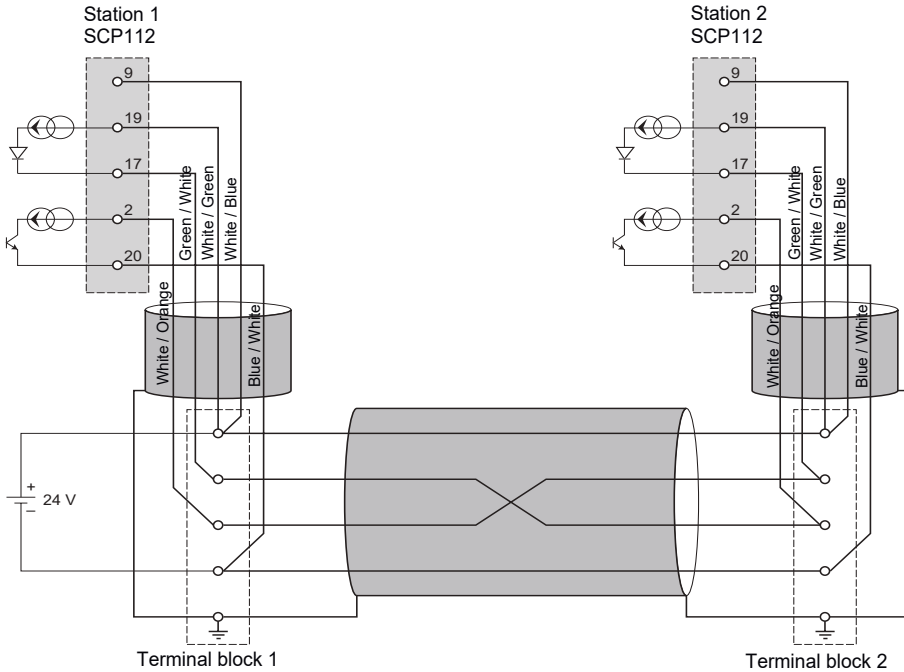 Station 1
SCP112
9
19
17
2
20
Green / White
White / Green
White / Blue
White / Orange
Blue / White
Station 2
SCP112
9
19
17
2
20
Green / White
White / Green
White / Blue
White / Orange
Blue / White
+
24 V
–
Terminal block 1
Terminal block 2